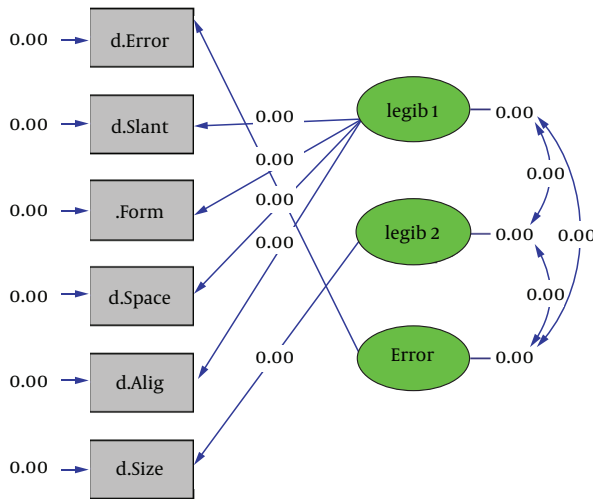 0.00 d.Error
0.00 d.Slant
0.00 .Form
0.00 d.Space
0.00 d.Alig
0.00 d.Size
0.00
0.00
0.00
0.00
0.00
legib 1 0.00
legib 2 0.00
Error 0.00
0.00
0.00
0.00